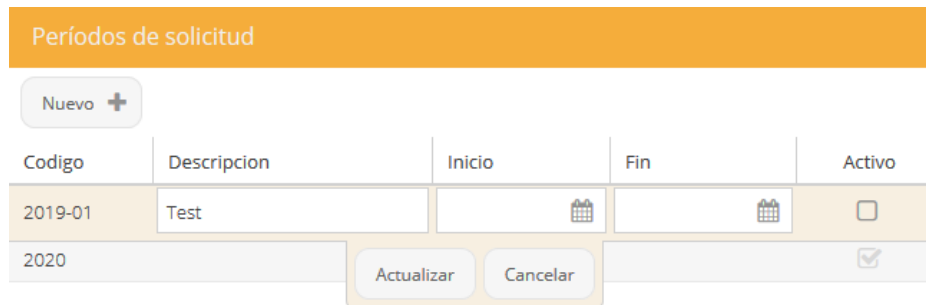 Períodos de solicitud
Nuevo
Codigo Descripcion Inicio Fin Activo
2019-01 Test
2020
Actualizar Cancelar